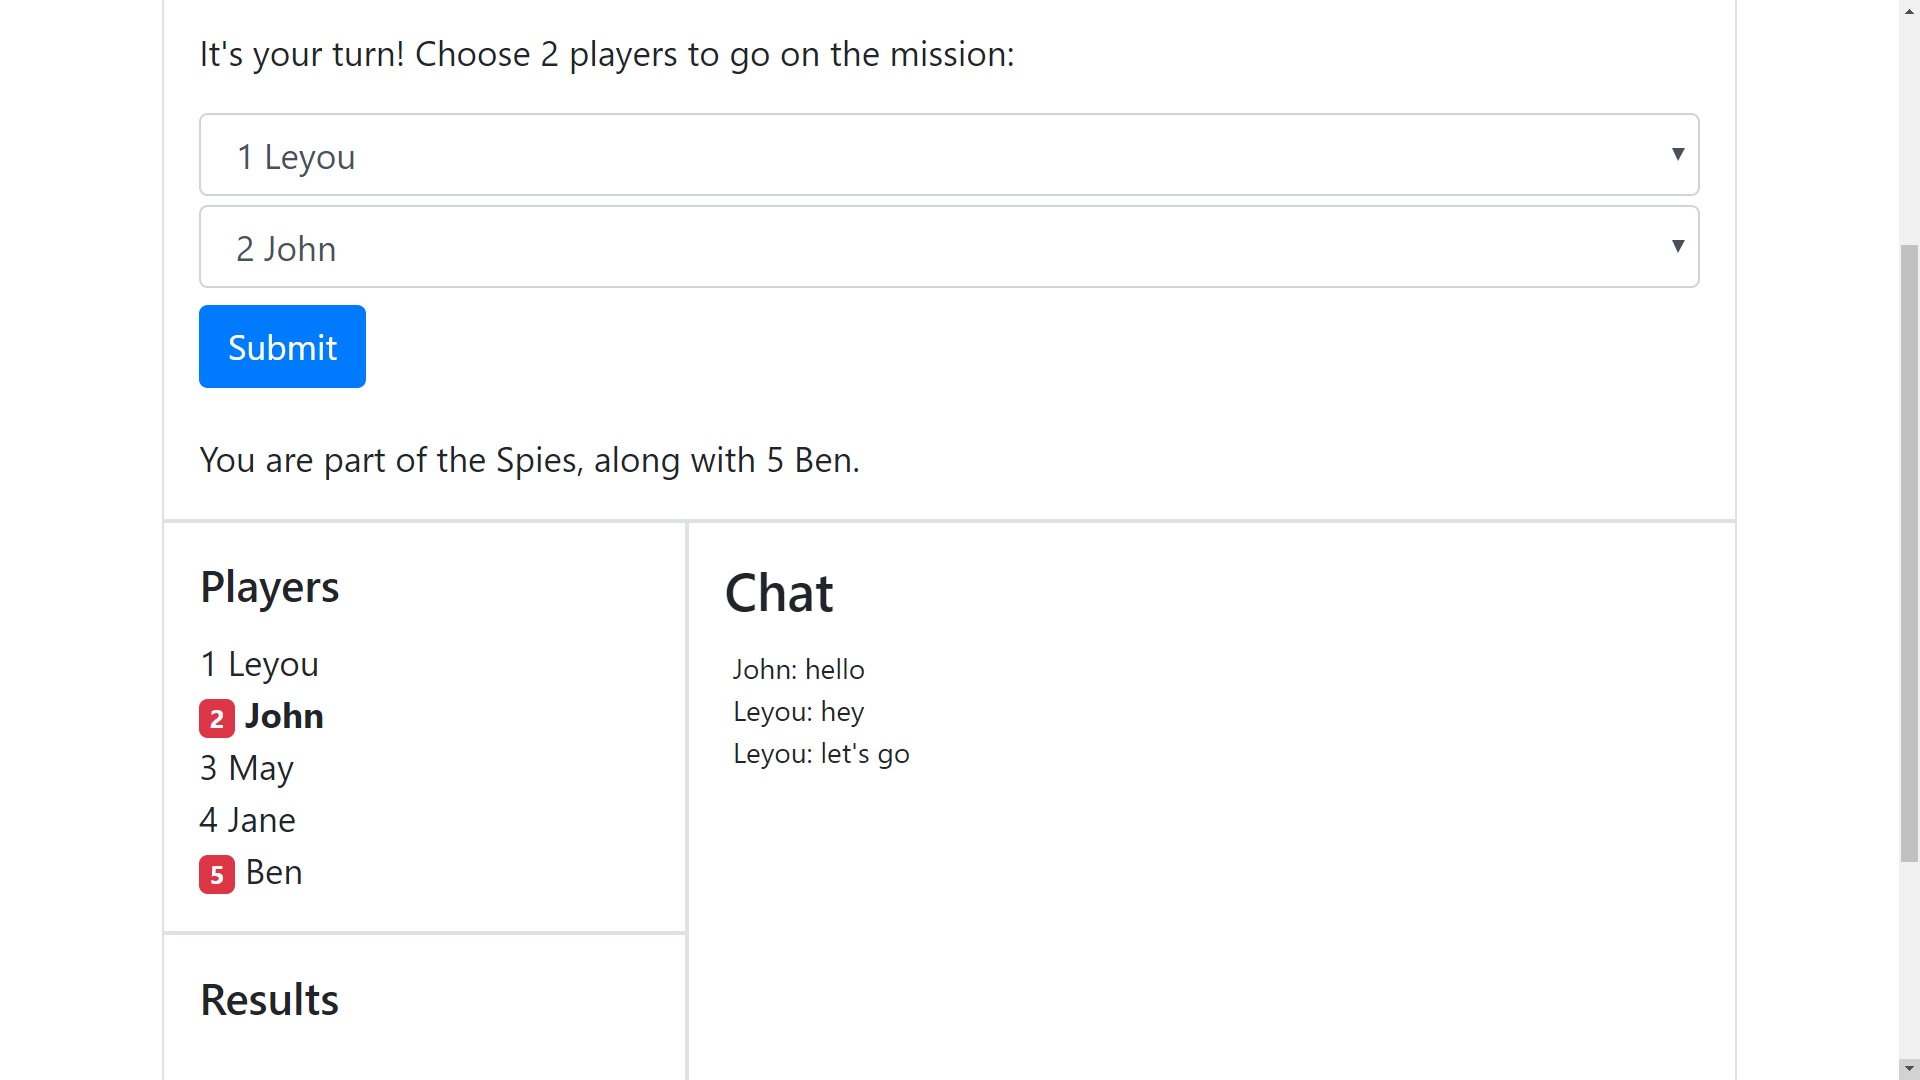 It's your turn! Choose 2 players to go on the mission:
1 Leyou
2 John
Submit
You are part of the Spies, along with 5 Ben.
Players
1 Leyou
2 John
3 May
4 Jane
5 Ben
Results
Chat
John: hello
Leyou: hey
Leyou: let's go